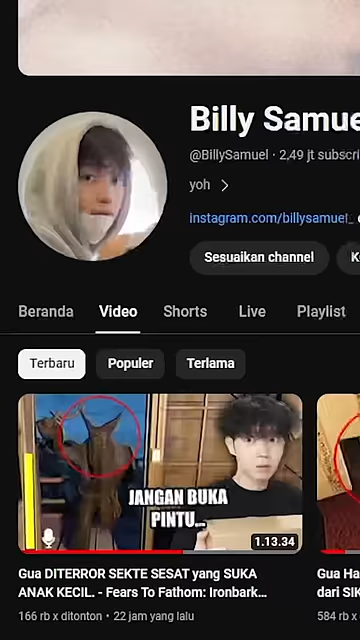 Billy Samue
@BillySamuel · 2,49 jt subscri
yoh >
instagram.com/billysamuel_
Sesuaikan channel
K
Beranda Video Shorts Live Playlist
Terbaru Populer Terlama
JANGAN BUKA
PINTU...
1.13.34
Gua DITERROR SEKTE SESAT yang SUKA
ANAK KECIL. - Fears To Fathom: Ironbark…
166 rb x ditonton · 22 jam yang lalu
Gua Ha
dari SIK
584 rb x